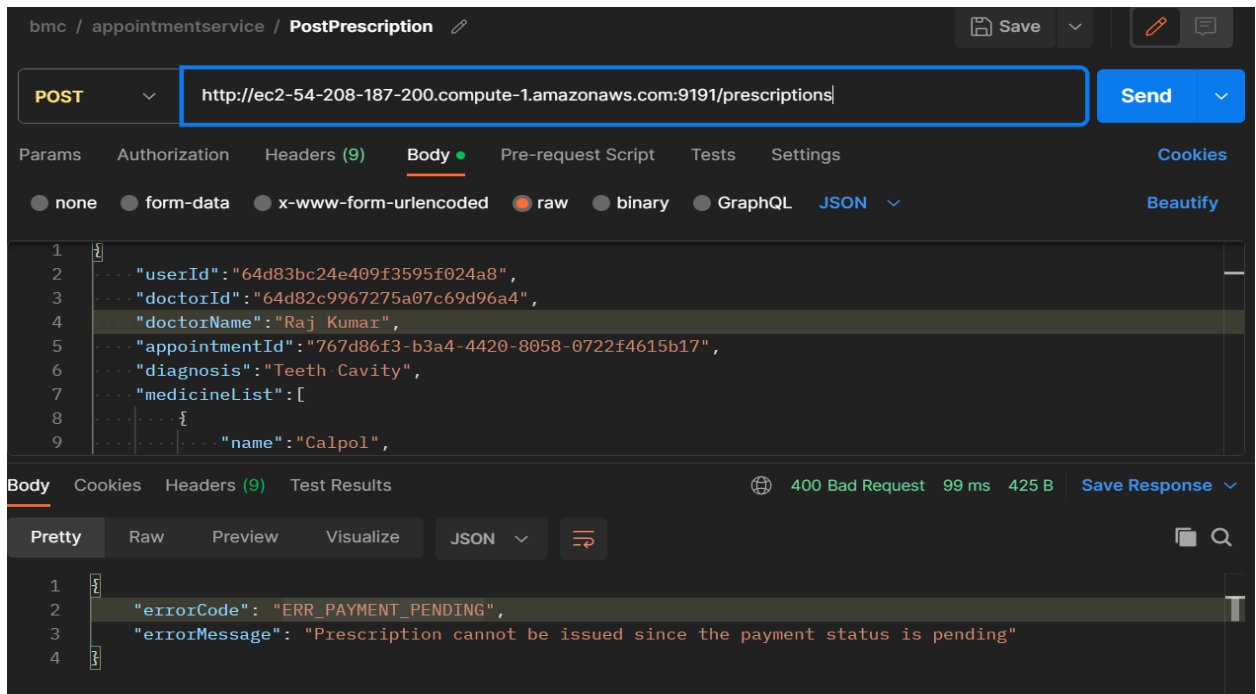 bmc / appointmentservice / PostPrescription Save
POST http://ec2-54-208-187-200.compute-1.amazonaws.com:9191/prescriptions Send
Params Authorization Headers (9) Body Pre-request Script Tests Settings Cookies
none form-data x-www-form-urlencoded raw binary GraphQL JSON Beautify
1 {
2 "userId":"64d83bc24e409f3595f024a8",
3 "doctorId":"64d82c9967275a07c69d96a4",
4 "doctorName":"Raj Kumar",
5 "appointmentId":"767d86f3-b3a4-4420-8058-0722f4615b17",
6 "diagnosis":"Teeth Cavity",
7 "medicineList":[
8 {
9 "name":"Calpol",
Body Cookies Headers (9) Test Results 400 Bad Request 99 ms 425 B Save Response
Pretty Raw Preview Visualize JSON
1 {
2 "errorCode": "ERR_PAYMENT_PENDING",
3 "errorMessage": "Prescription cannot be issued since the payment status is pending"
4 }